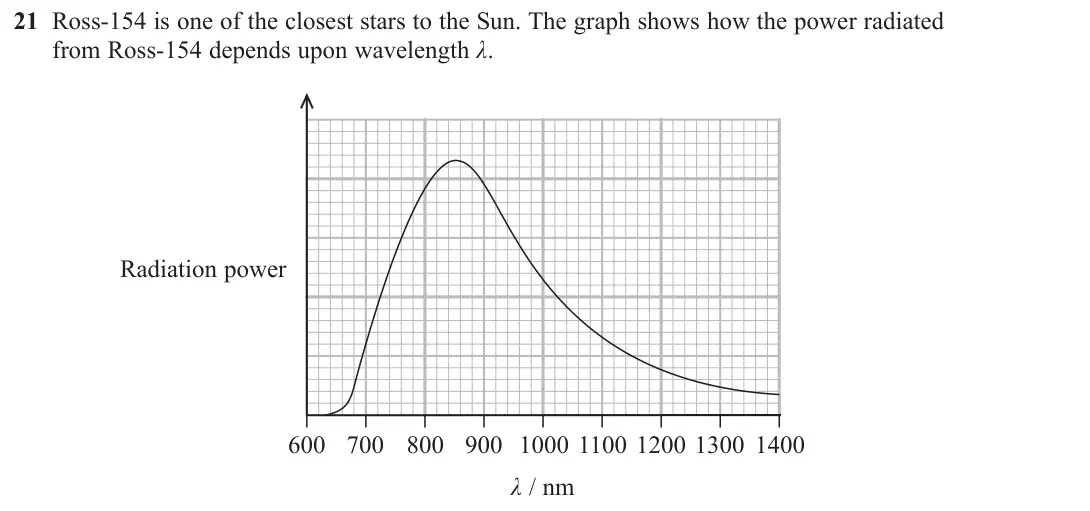 21 Ross-154 is one of the closest stars to the Sun. The graph shows how the power radiated
from Ross-154 depends upon wavelength λ.
Radiation power
600 700 800 900 1000 1100 1200 1300 1400
λ / nm